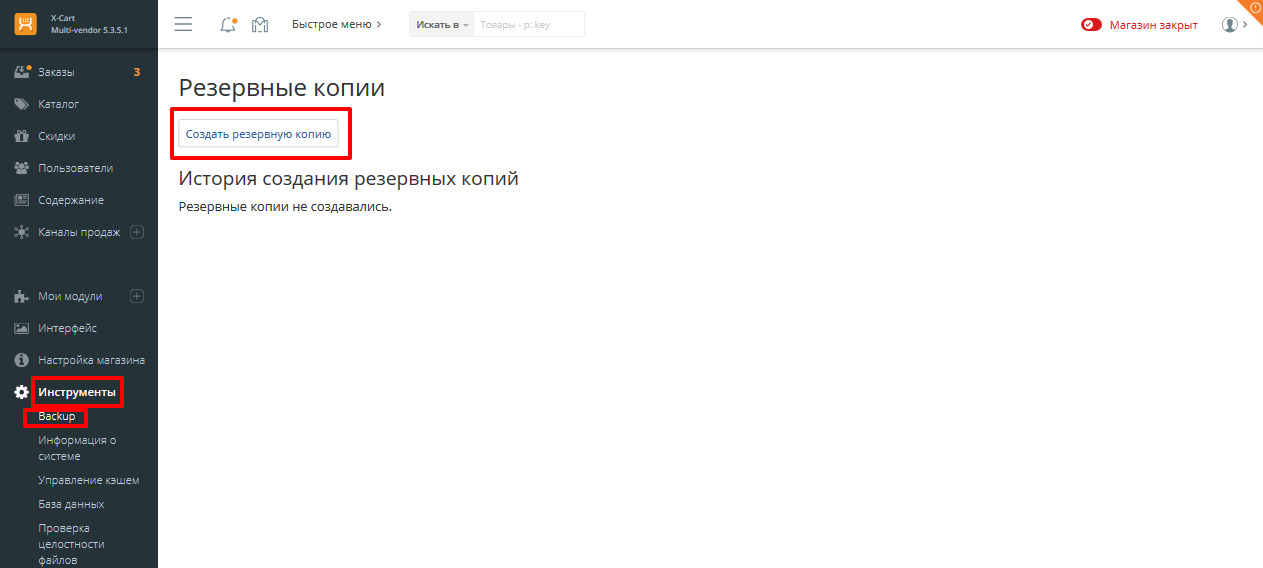 X-Cart
Multi-vendor 5.3.5.1
Быстрое меню
Искать в
Товары - p: key
Магазин закрыт
Заказы
3
Каталог
Скидки
Пользователи
Содержание
Каналы продаж
Мои модули
Интерфейс
Настройка магазина
Инструменты
Backup
Информация о
системе
Управление кэшем
База данных
Проверка
целостности
файлов
Резервные копии
Создать резервную копию
История создания резервных копий
Резервные копии не создавались.